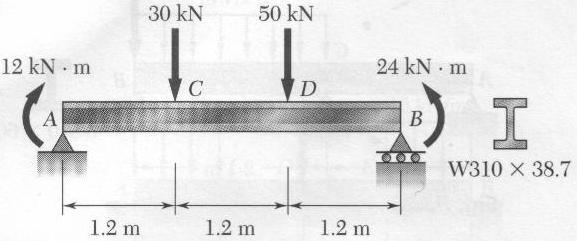 30 kN 50 kN
12 kN · m 24 kN · m
C D
A B
W310 × 38.7
1.2 m 1.2 m 1.2 m